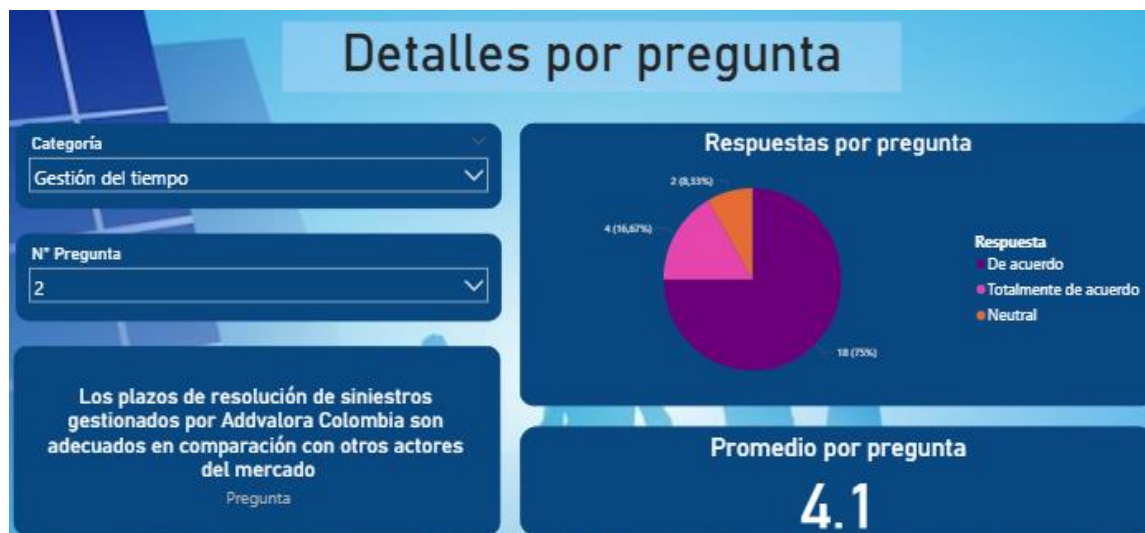 Detalles por pregunta
Categoría
Gestión del tiempo
N° Pregunta
2
Los plazos de resolución de siniestros
gestionados por Addvalora Colombia son
adecuados en comparación con otros actores
del mercado
Pregunta
Respuestas por pregunta
2 (8,33%)
4 (16,67%)
18 (75%)
Respuesta
De acuerdo
Totalmente de acuerdo
Neutral
Promedio por pregunta
4.1